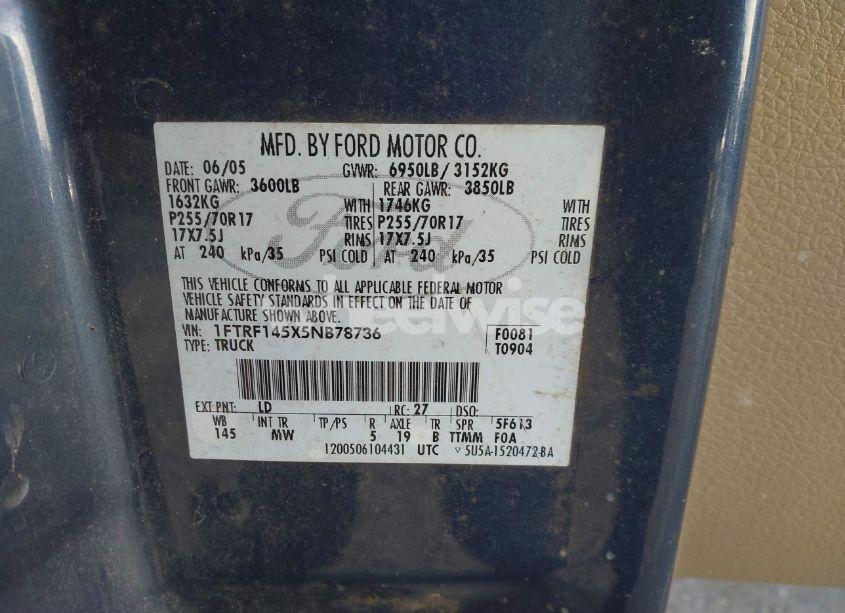 MFD. BY FORD MOTOR CO.
DATE: 06/05 GVWR: 6950LB/ 3152KG
FRONT GAWR: 3600LB REAR GAWR: 3850LB
1632KG WITH 1746KG WITH
P255/70R17 TIRES P255/70R17 TIRES
17X7.5J RIMS 17X7.5J RIMS
AT 240 kPa/35 PSI COLD AT 240 kPa/35 PSI COLD
Ford
THIS VEHICLE CONFORMS TO ALL APPLICABLE FEDERAL MOTOR
VEHICLE SAFETY STANDARDS IN EFFECT ON THE DATE OF
MANUFACTURE SHOWN ABOVE.
VIN: 1FTRF145X5NB78736 F0081
TYPE: TRUCK T0904
EXT PNT: LD RC: 27 DSO:
WB INT TR TP/PS R AXLE TR SPR 5F613
145 MW 5 19 B TTMM F0A
1200506104431 UTC ▽ 5U5A-1520472-BA